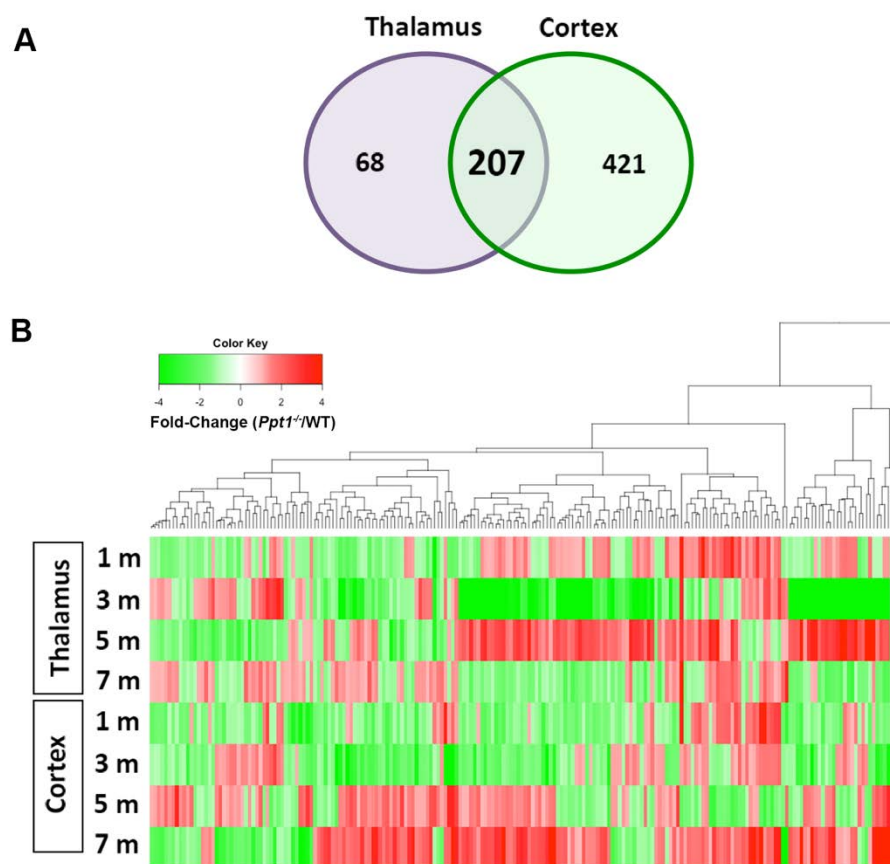 A
Thalamus Cortex
68 207 421
B
Color Key
-4 -2 0 2 4
Fold-Change (Ppt1-/-/WT)
Thalamus
1 m
3 m
5 m
7 m
Cortex
1 m
3 m
5 m
7 m